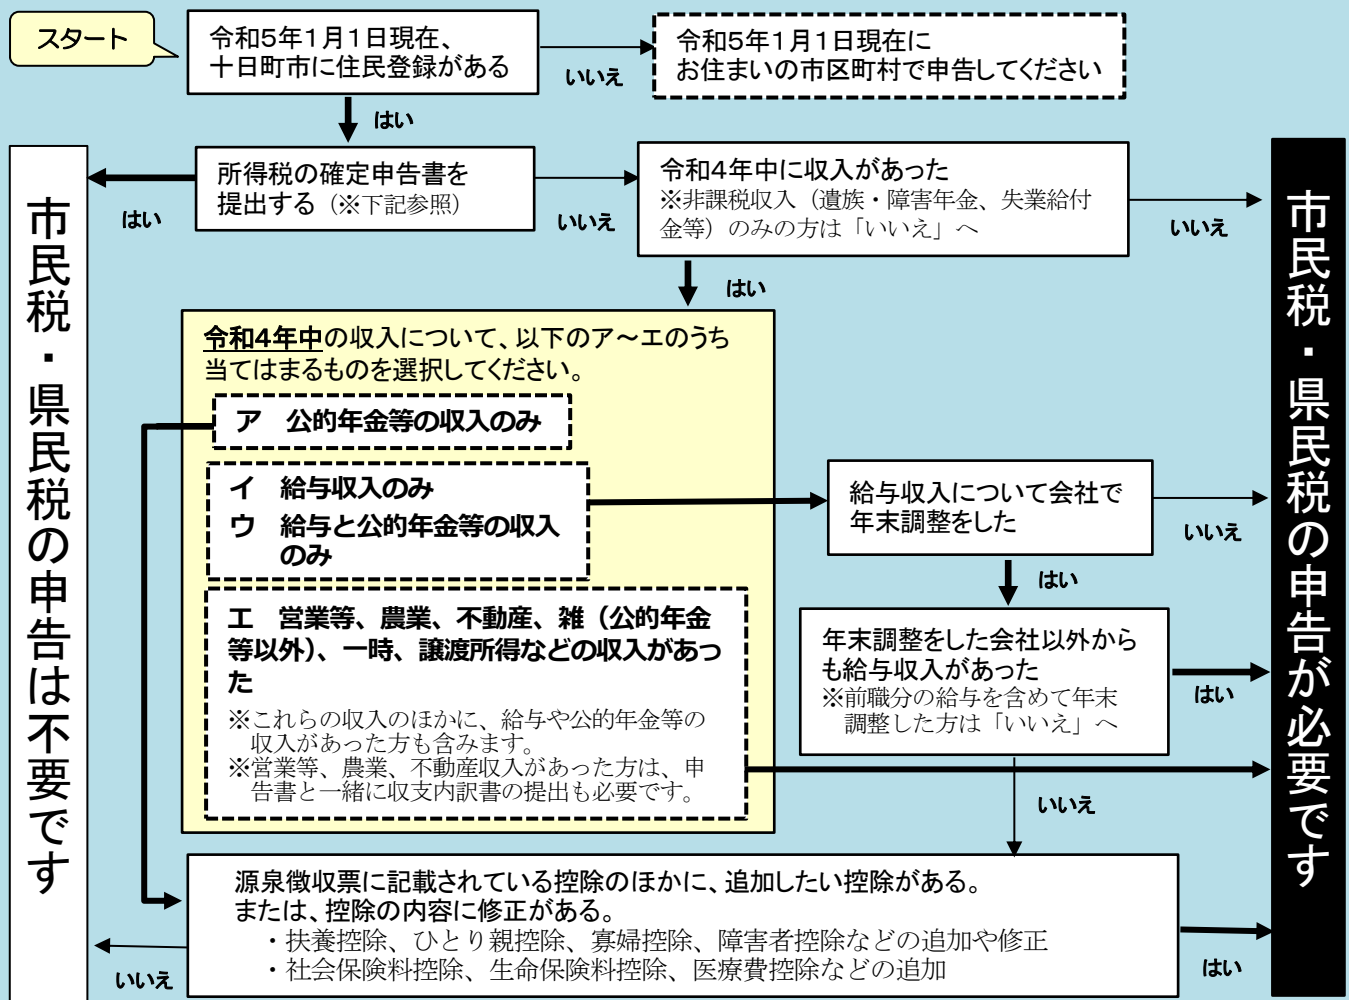 スタート
令和5年1月1日現在、
十日町市に住民登録がある
いいえ
令和5年1月1日現在に
お住まいの市区町村で申告してください
はい
所得税の確定申告書を
提出する（※下記参照）
はい
いいえ
令和4年中に収入があった
※非課税収入（遺族・障害年金、失業給付
金等）のみの方は「いいえ」へ
いいえ
はい
市民税・県民税の申告は不要です
市民税・県民税の申告が必要です
令和4年中の収入について、以下のア～エのうち
当てはまるものを選択してください。
ア　公的年金等の収入のみ
イ　給与収入のみ
ウ　給与と公的年金等の収入
のみ
エ　営業等、農業、不動産、雑（公的年金
等以外）、一時、譲渡所得などの収入があっ
た
※これらの収入のほかに、給与や公的年金等の
収入があった方も含みます。
※営業等、農業、不動産収入があった方は、申
告書と一緒に収支内訳書の提出も必要です。
給与収入について会社で
年末調整をした
いいえ
はい
年末調整をした会社以外から
も給与収入があった
※前職分の給与を含めて年末
調整した方は「いいえ」へ
はい
いいえ
源泉徴収票に記載されている控除のほかに、追加したい控除がある。
または、控除の内容に修正がある。
・扶養控除、ひとり親控除、寡婦控除、障害者控除などの追加や修正
・社会保険料控除、生命保険料控除、医療費控除などの追加
いいえ
はい